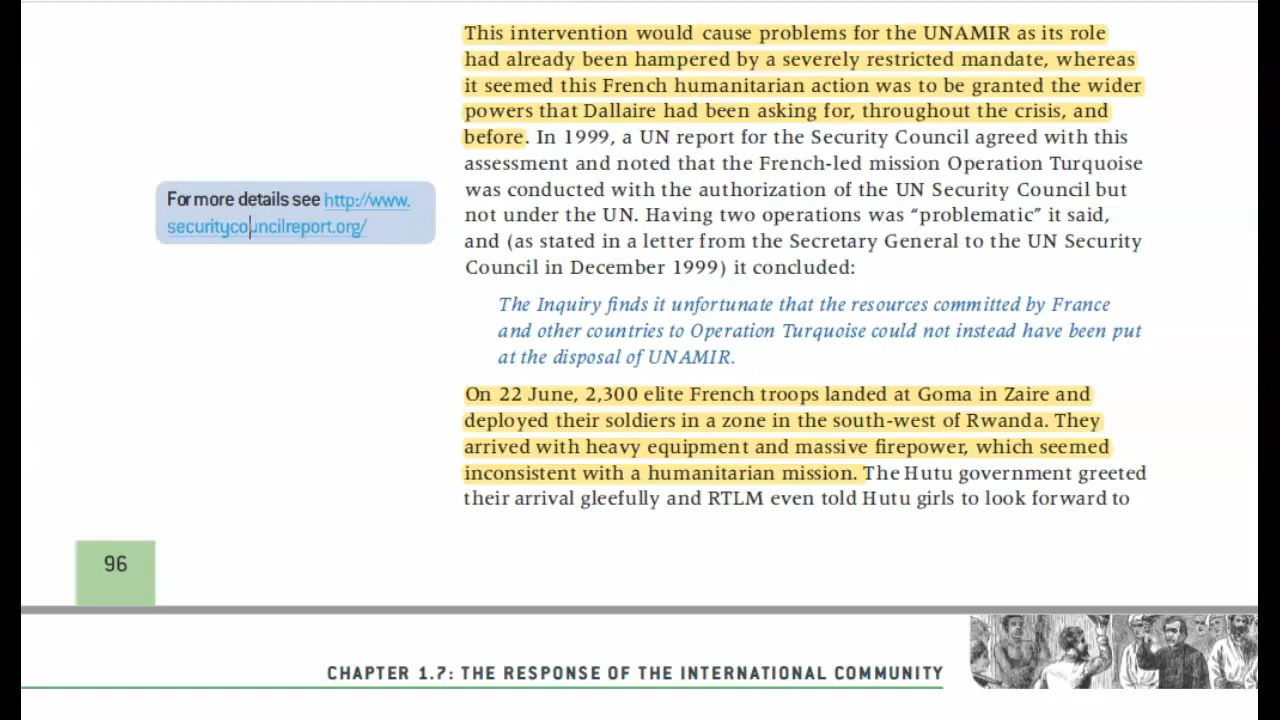 This intervention would cause problems for the UNAMIR as its role
had already been hampered by a severely restricted mandate, whereas
it seemed this French humanitarian action was to be granted the wider
powers that Dallaire had been asking for, throughout the crisis, and
before. In 1999, a UN report for the Security Council agreed with this
assessment and noted that the French-led mission Operation Turquoise
was conducted with the authorization of the UN Security Council but
not under the UN. Having two operations was “problematic” it said,
and (as stated in a letter from the Secretary General to the UN Security
Council in December 1999) it concluded:
For more details see http://www.
securitycouncilreport.org/
The Inquiry finds it unfortunate that the resources committed by France
and other countries to Operation Turquoise could not instead have been put
at the disposal of UNAMIR.
On 22 June, 2,300 elite French troops landed at Goma in Zaire and
deployed their soldiers in a zone in the south-west of Rwanda. They
arrived with heavy equipment and massive firepower, which seemed
inconsistent with a humanitarian mission. The Hutu government greeted
their arrival gleefully and RTLM even told Hutu girls to look forward to
96
CHAPTER 1.7: THE RESPONSE OF THE INTERNATIONAL COMMUNITY